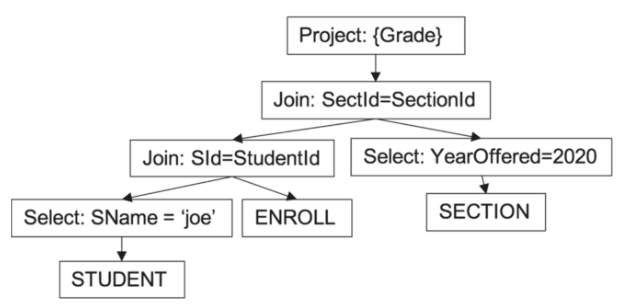 Project: {Grade}
Join: SectId=SectionId
Join: SId=StudentId
Select: YearOffered=2020
Select: SName = ‘joe’
ENROLL
SECTION
STUDENT